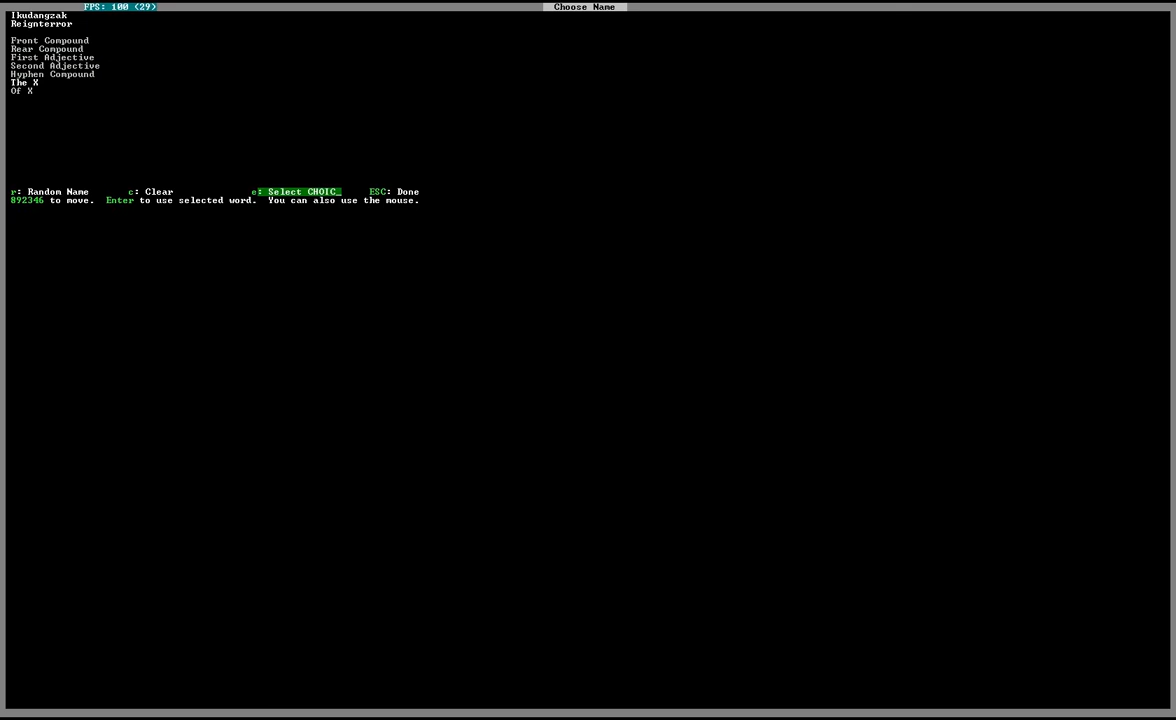 FPS: 100 (29) Choose Name
Ikudangzak
Reignterror
Front Compound
Rear Compound
First Adjective
Second Adjective
Hyphen Compound
The X
Of X
r: Random Name c: Clear e: Select CHOIC_ ESC: Done
892346 to move. Enter to use selected word. You can also use the mouse.